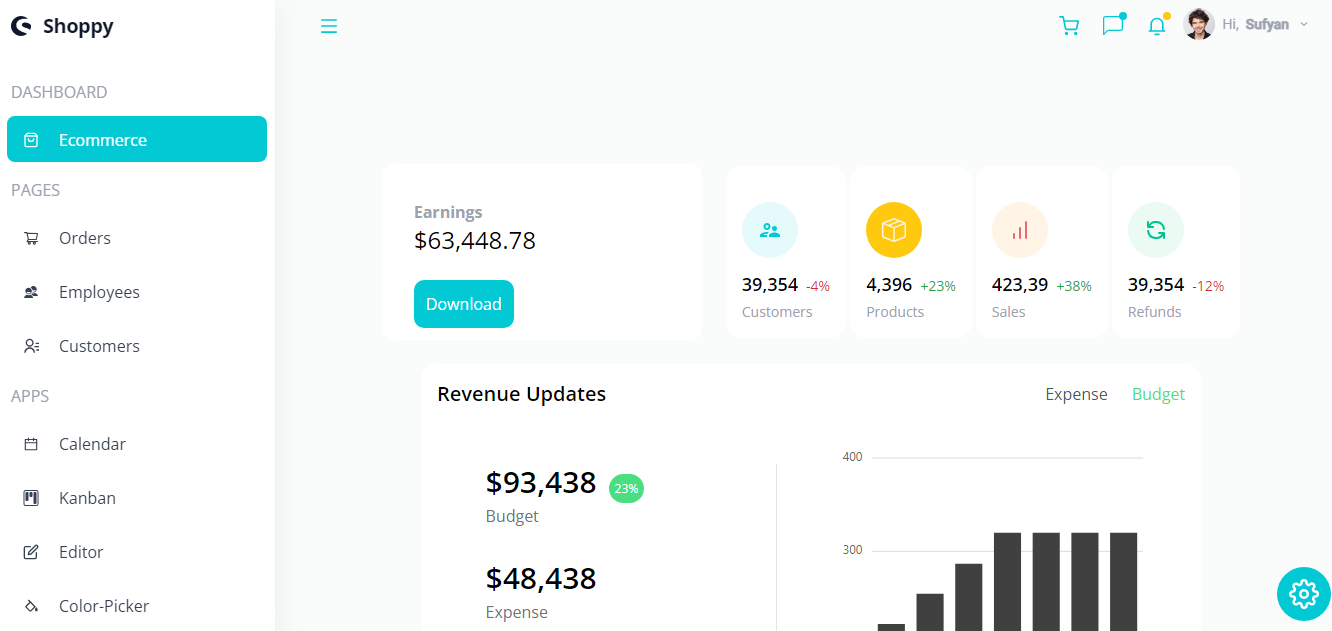 Shoppy
Hi, Sufyan
DASHBOARD
Ecommerce
PAGES
Orders
Employees
Customers
APPS
Calendar
Kanban
Editor
Color-Picker
Earnings
$63,448.78
Download
39,354 -4%
Customers
4,396 +23%
Products
423,39 +38%
Sales
39,354 -12%
Refunds
Revenue Updates
Expense
Budget
$93,438 23%
Budget
$48,438
Expense
400
300